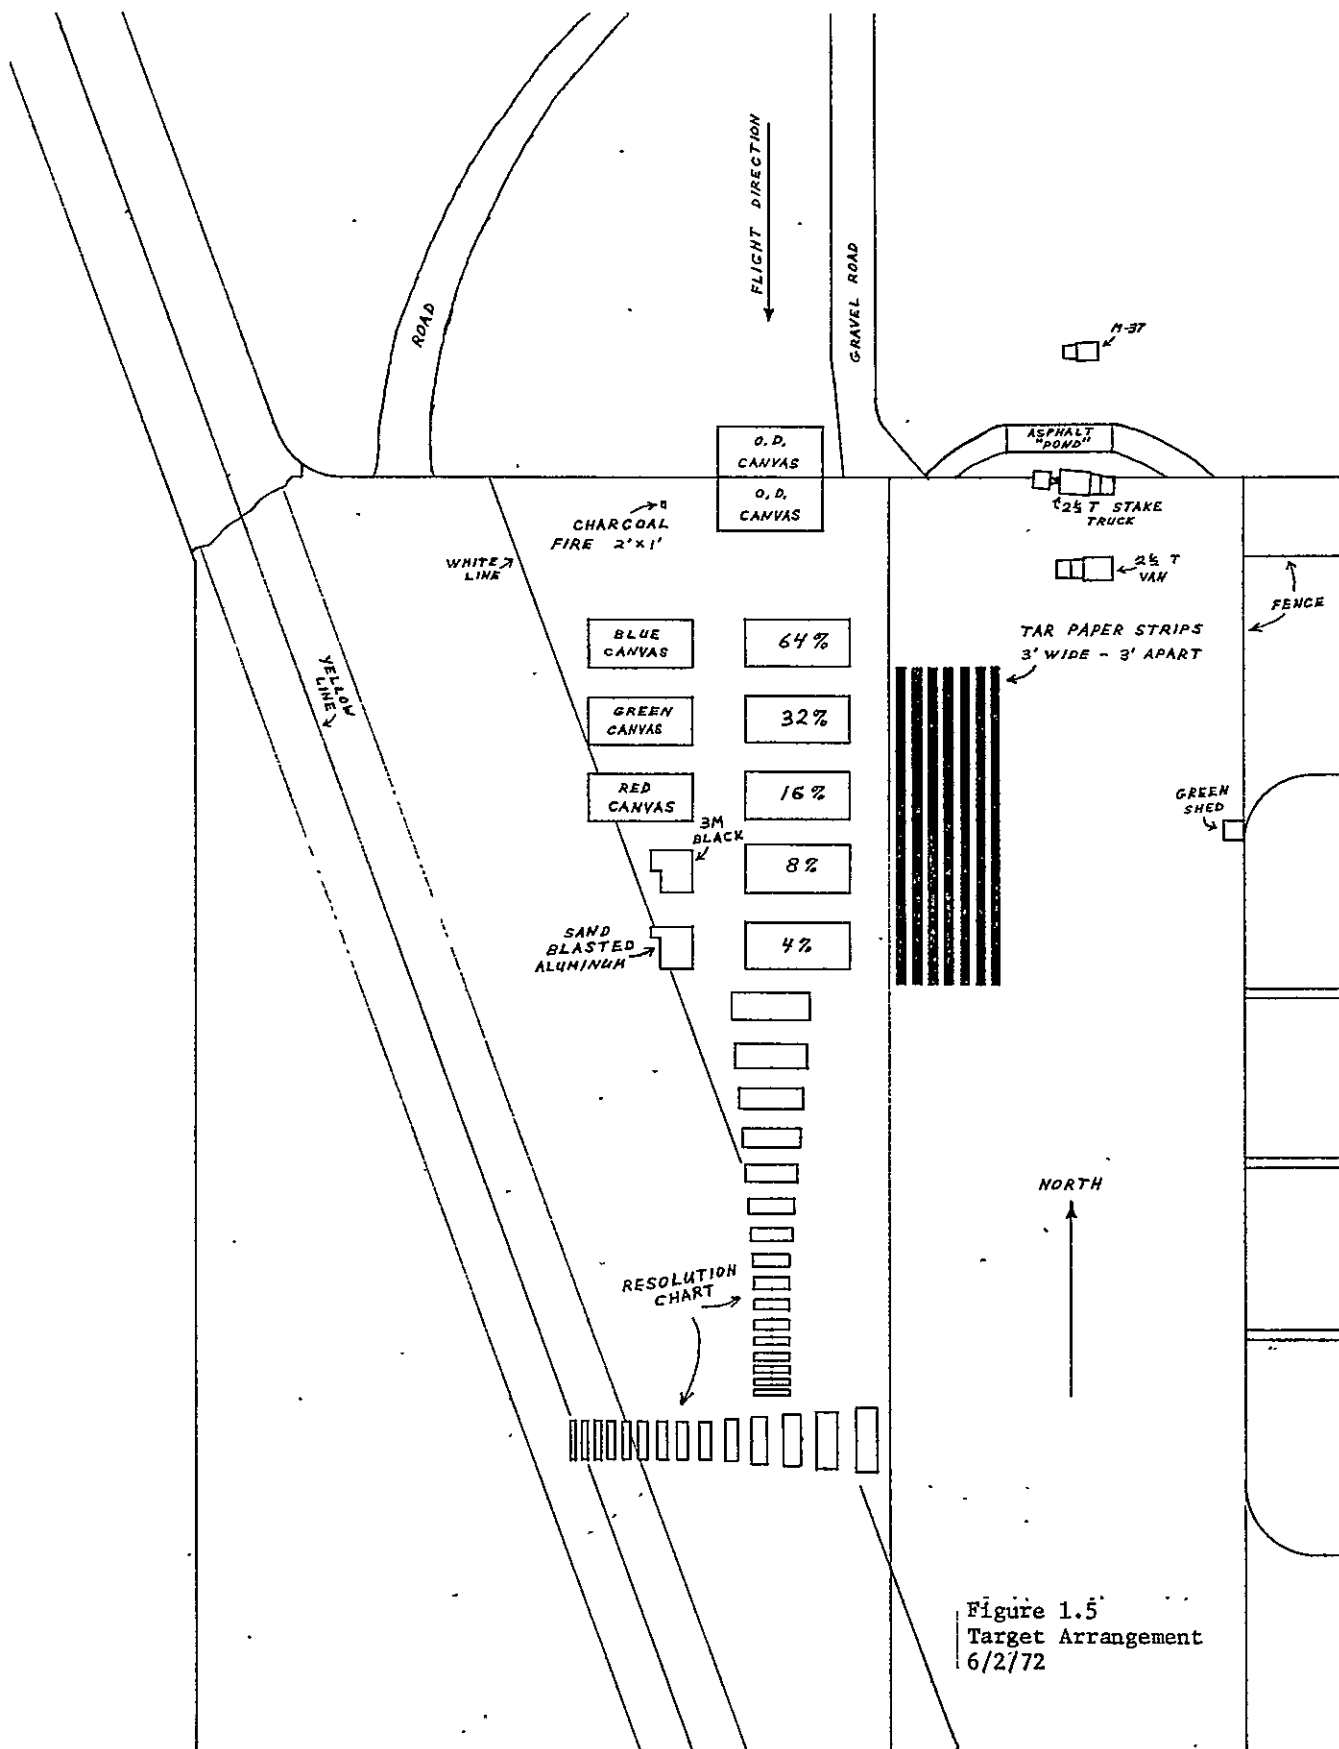 FLIGHT DIRECTION
ROAD
GRAVEL ROAD
M-37
O.D.
CANVAS
O.D.
CANVAS
ASPHALT
"POND"
2½ T STAKE
TRUCK
CHARCOAL
FIRE 2'x1'
WHITE
LINE
2½ T
VAN
FENCE
BLUE
CANVAS
64%
TAR PAPER STRIPS
3' WIDE - 3' APART
YELLOW
LINE
GREEN
CANVAS
32%
RED
CANVAS
16%
GREEN
SHED
3M
BLACK
8%
SAND
BLASTED
ALUMINUM
4%
NORTH
RESOLUTION
CHART
Figure 1.5
Target Arrangement
6/2/72